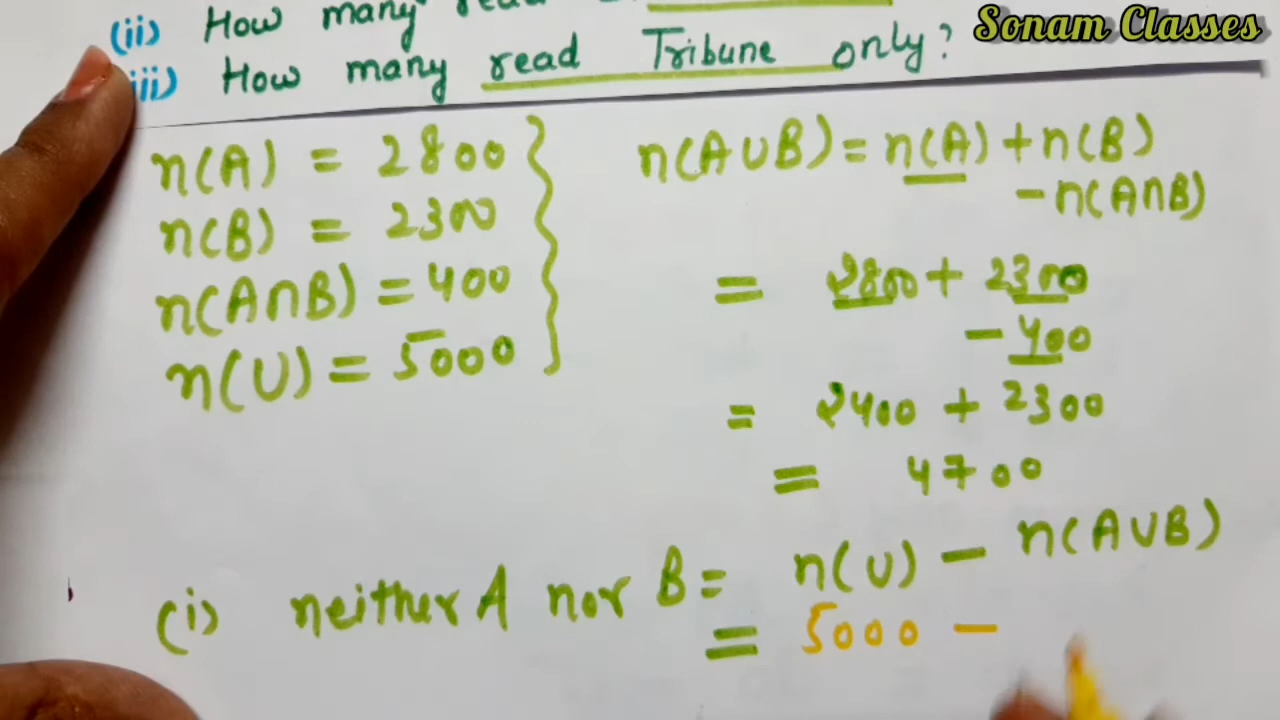 Sonam Classes
(ii) How many read
iii) How many read Tribune only?
n(A) = 2800
n(B) = 2300
n(A∩B) = 400
n(U) = 5000
n(A∪B) = n(A) + n(B)
- n(A∩B)
= 2800 + 2300
- 400
= 2400 + 2300
= 4700
(i) neither A nor B = n(U) - n(A∪B)
= 5000 -